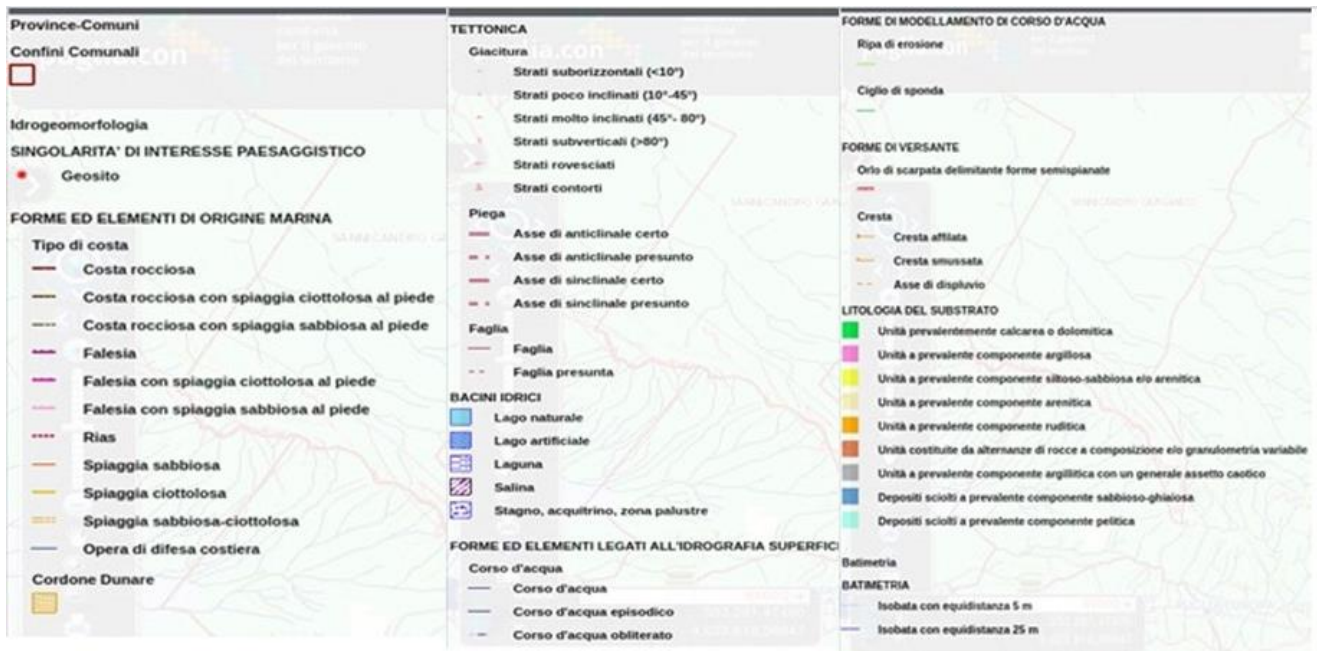 Province-Comuni
Confini Comunali
Idrogeomorfologia
SINGOLARITA' DI INTERESSE PAESAGGISTICO
Geosito
FORME ED ELEMENTI DI ORIGINE MARINA
Tipo di costa
Costa rocciosa
Costa rocciosa con spiaggia ciottolosa al piede
Costa rocciosa con spiaggia sabbiosa al piede
Falesia
Falesia con spiaggia ciottolosa al piede
Falesia con spiaggia sabbiosa al piede
Rias
Spiaggia sabbiosa
Spiaggia ciottolosa
Spiaggia sabbiosa-ciottolosa
Opera di difesa costiera
Cordone Dunare
TETTONICA
Giacitura
Strati suborizzontali (<10°)
Strati poco inclinati (10°-45°)
Strati molto inclinati (45°- 80°)
Strati subverticali (>80°)
Strati rovesciati
Strati contorti
Piega
Asse di anticlinale certo
Asse di anticlinale presunto
Asse di sinclinale certo
Asse di sinclinale presunto
Faglia
Faglia
Faglia presunta
BACINI IDRICI
Lago naturale
Lago artificiale
Laguna
Salina
Stagno, acquitrino, zona palustre
FORME ED ELEMENTI LEGATI ALL'IDROGRAFIA SUPERFICI
Corso d'acqua
Corso d'acqua
Corso d'acqua episodico
Corso d'acqua obliterato
FORME DI MODELLAMENTO DI CORSO D'ACQUA
Ripa di erosione
Ciglio di sponda
FORME DI VERSANTE
Orlo di scarpata delimitante forme semispianate
Cresta
Cresta affilata
Cresta smussata
Asse di displuvio
LITOLOGIA DEL SUBSTRATO
Unità prevalentemente calcarea o dolomitica
Unità a prevalente componente argillosa
Unità a prevalente componente siltoso-sabbiosa e/o arenitica
Unità a prevalente componente arenitica
Unità a prevalente componente ruditica
Unità costituite da alternanze di rocce a composizione e/o granulometria variabile
Unità a prevalente componente argillitica con un generale assetto caotico
Depositi sciolti a prevalente componente sabbioso-ghiaiosa
Depositi sciolti a prevalente componente pelitica
Batimetria
BATIMETRIA
Isobata con equidistanza 5 m
Isobata con equidistanza 25 m